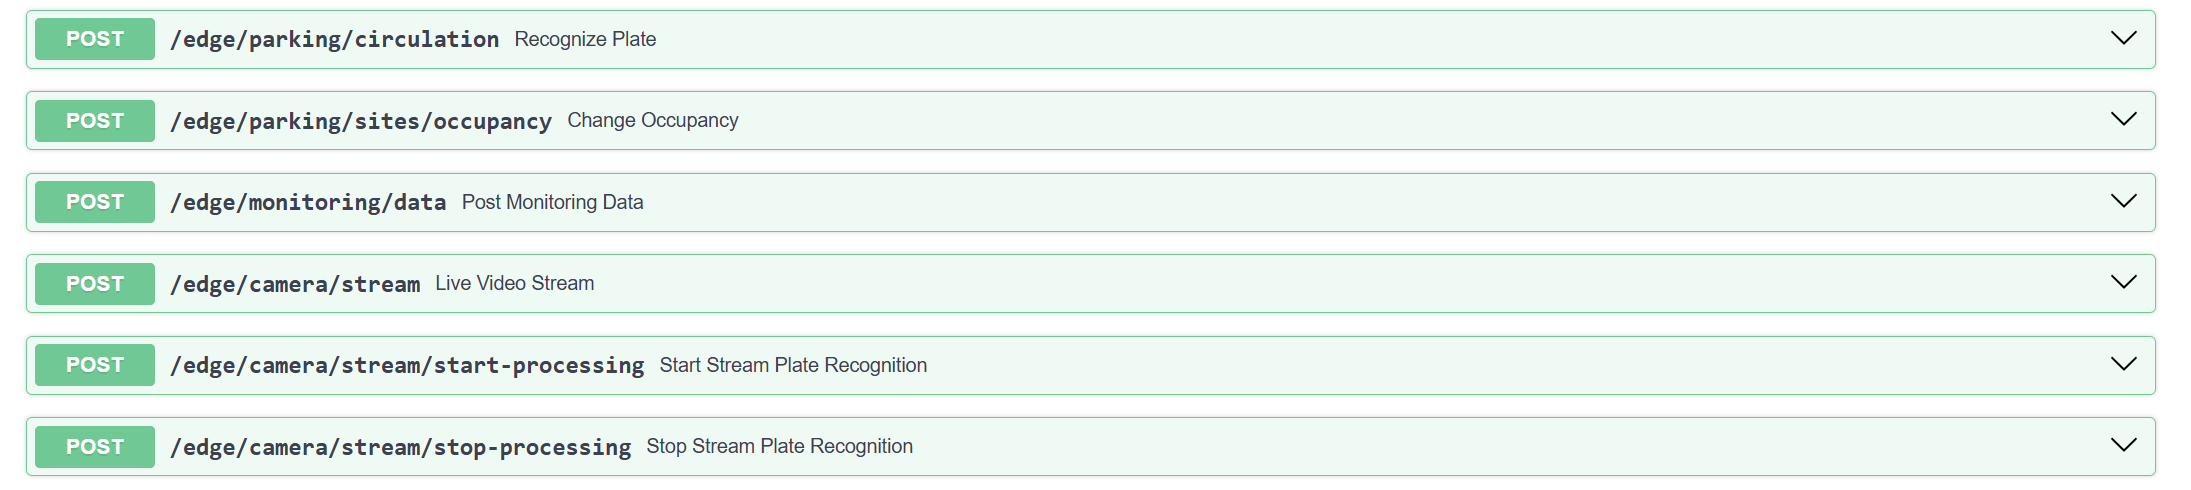 POST /edge/parking/circulation Recognize Plate
POST /edge/parking/sites/occupancy Change Occupancy
POST /edge/monitoring/data Post Monitoring Data
POST /edge/camera/stream Live Video Stream
POST /edge/camera/stream/start-processing Start Stream Plate Recognition
POST /edge/camera/stream/stop-processing Stop Stream Plate Recognition